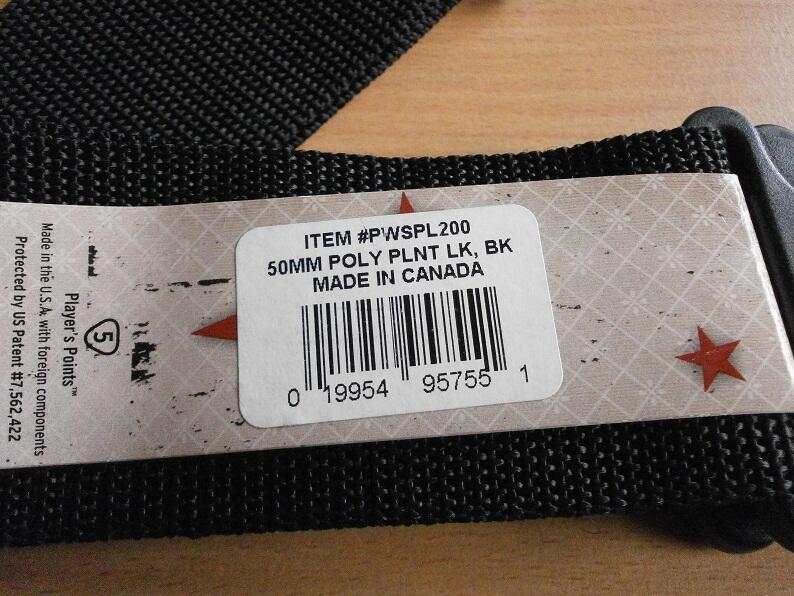 ITEM #PWSPL200
50MM POLY PLNT LK, BK
MADE IN CANADA
0 19954 95755 1
Player's Points™
5
Made in the U.S.A. with foreign components
Protected by US Patent #7,562,422